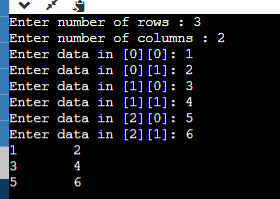 Enter number of rows : 3
Enter number of columns : 2
Enter data in [0][0]: 1
Enter data in [0][1]: 2
Enter data in [1][0]: 3
Enter data in [1][1]: 4
Enter data in [2][0]: 5
Enter data in [2][1]: 6
1 2
3 4
5 6